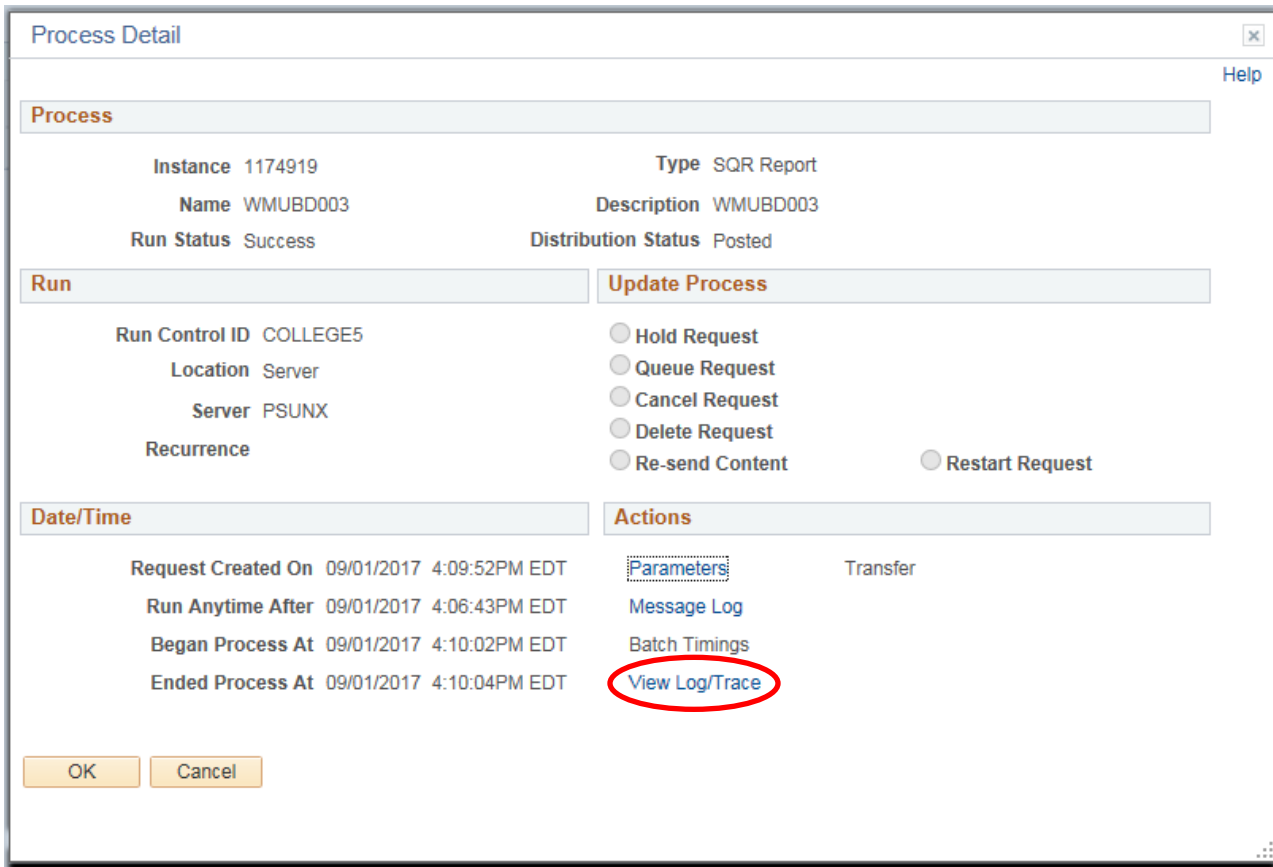 Process Detail
Help
Process
Instance 1174919 Type SQR Report
Name WMUBD003 Description WMUBD003
Run Status Success Distribution Status Posted
Run
Run Control ID COLLEGE5
Location Server
Server PSUNX
Recurrence
Update Process
Hold Request
Queue Request
Cancel Request
Delete Request
Re-send Content Restart Request
Date/Time
Request Created On 09/01/2017 4:09:52PM EDT
Run Anytime After 09/01/2017 4:06:43PM EDT
Began Process At 09/01/2017 4:10:02PM EDT
Ended Process At 09/01/2017 4:10:04PM EDT
Actions
Parameters Transfer
Message Log
Batch Timings
View Log/Trace
OK Cancel